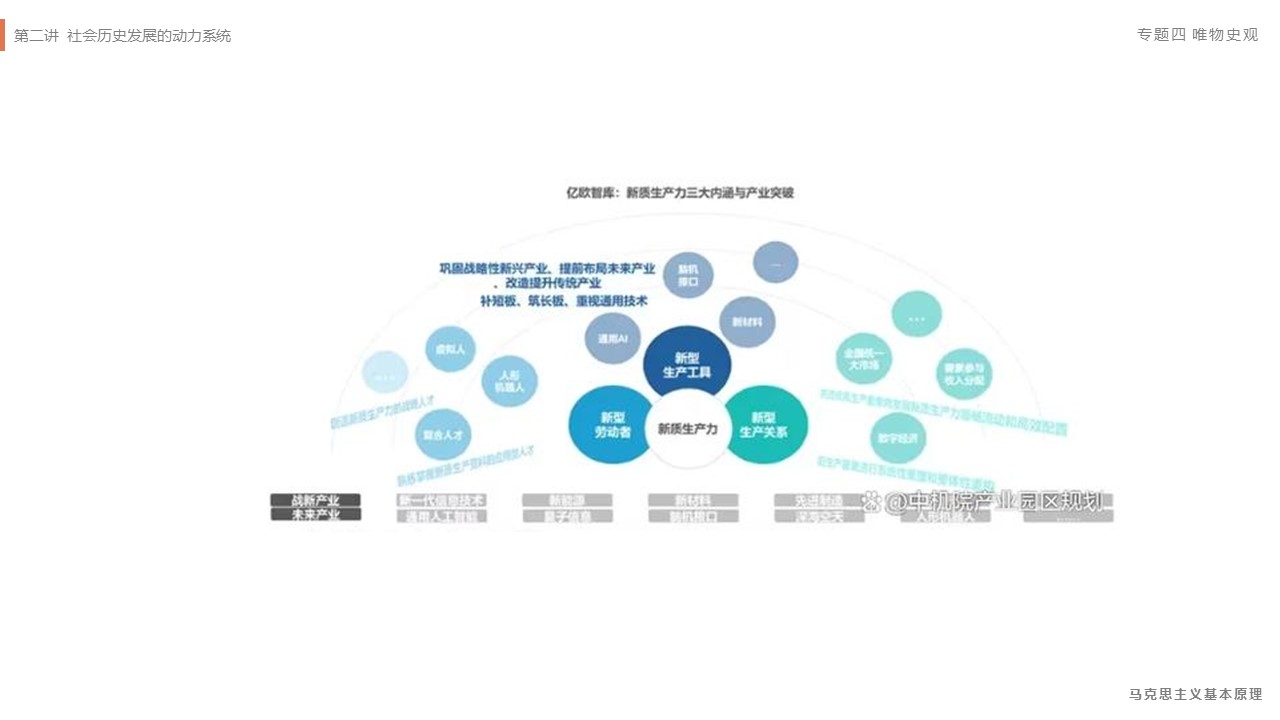 第二讲 社会历史发展的动力系统
专题四 唯物史观
亿欧智库：新质生产力三大内涵与产业突破
巩固战略性新兴产业、提前布局未来产业
、改造提升传统产业
补短板、筑长板、重视通用技术
脑机
接口
...
通用AI
新材料
新型
生产工具
虚拟人
...
人形
机器人
复合人才
新型
劳动者
新质生产力
新型
生产关系
全国统一
大市场
...
要素参与
收入分配
数字经济
战新产业
新一代信息技术
新能源
新材料
先进制造
未来产业
通用人工智能
量子信息
脑机接口
深海空天
人形机器人
@中机院产业园区规划
马克思主义基本原理